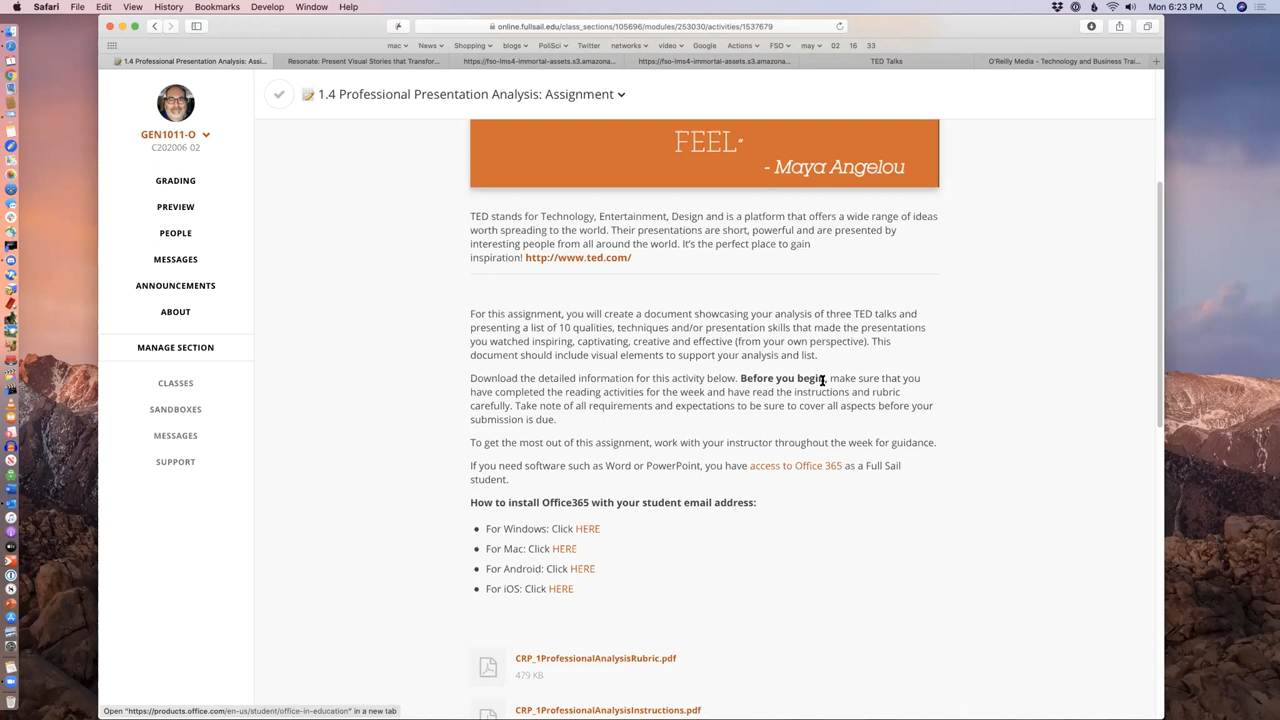 Safari File Edit View History Bookmarks Develop Window Help Mon 6:23 PM
online.fullsail.edu/class_sections/105696/modules/253030/activities/1537679
mac News Shopping blogs PoliSci Twitter networks video Google Actions FSO may 02 16 33
1.4 Professional Presentation Analysis: Assi... Resonate: Present Visual Stories that Transfor... https://fso-lms4-immortal-assets.s3.amazona... https://fso-lms4-immortal-assets.s3.amazona... TED Talks O'Reilly Media - Technology and Business Trai...
1.4 Professional Presentation Analysis: Assignment
GEN1011-O
C202006 02
GRADING
PREVIEW
PEOPLE
MESSAGES
ANNOUNCEMENTS
ABOUT
MANAGE SECTION
CLASSES
SANDBOXES
MESSAGES
SUPPORT
FEEL"
- Maya Angelou
TED stands for Technology, Entertainment, Design and is a platform that offers a wide range of ideas
worth spreading to the world. Their presentations are short, powerful and are presented by
interesting people from all around the world. It's the perfect place to gain
inspiration! http://www.ted.com/
For this assignment, you will create a document showcasing your analysis of three TED talks and
presenting a list of 10 qualities, techniques and/or presentation skills that made the presentations
you watched inspiring, captivating, creative and effective (from your own perspective). This
document should include visual elements to support your analysis and list.
Download the detailed information for this activity below. Before you begin, make sure that you
have completed the reading activities for the week and have read the instructions and rubric
carefully. Take note of all requirements and expectations to be sure to cover all aspects before your
submission is due.
To get the most out of this assignment, work with your instructor throughout the week for guidance.
If you need software such as Word or PowerPoint, you have access to Office 365 as a Full Sail
student.
How to install Office365 with your student email address:
For Windows: Click HERE
For Mac: Click HERE
For Android: Click HERE
For iOS: Click HERE
CRP_1ProfessionalAnalysisRubric.pdf
479 KB
CRP_1ProfessionalAnalysisInstructions.pdf
Open "https://products.office.com/en-us/student/office-in-education" in a new tab